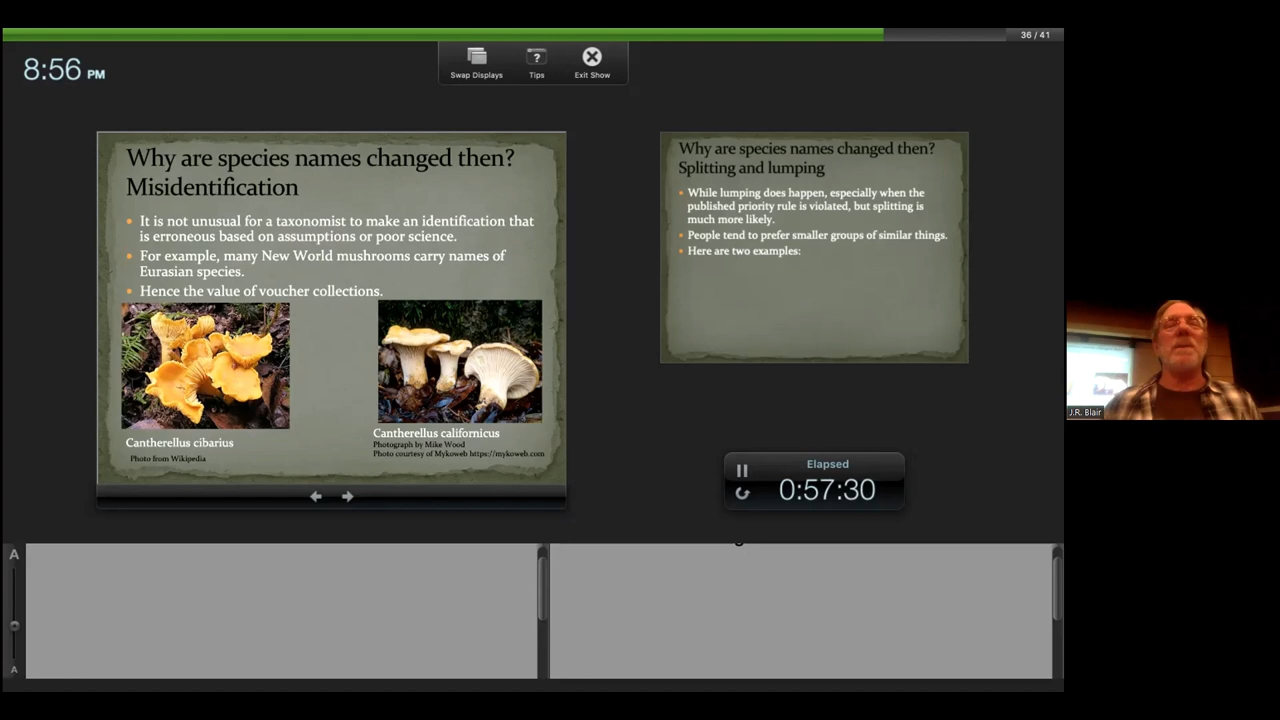 36 / 41
8:56 PM
Swap Displays
Tips
Exit Show
Why are species names changed then?
Misidentification
It is not unusual for a taxonomist to make an identification that
is erroneous based on assumptions or poor science.
For example, many New World mushrooms carry names of
Eurasian species.
Hence the value of voucher collections.
Cantherellus cibarius
Photo from Wikipedia
Cantherellus californicus
Photograph by Mike Wood
Photo courtesy of Mykoweb https://mykoweb.com
Why are species names changed then?
Splitting and lumping
While lumping does happen, especially when the
published priority rule is violated, but splitting is
much more likely.
People tend to prefer smaller groups of similar things.
Here are two examples:
Elapsed
0:57:30
J.R. Blair
A
A